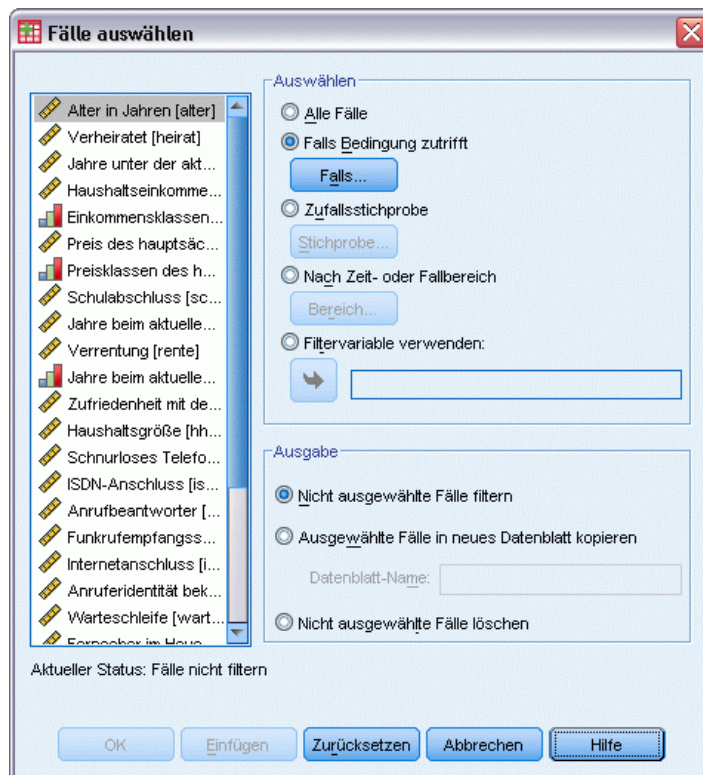 Fälle auswählen
Alter in Jahren [alter]
Verheiratet [heirat]
Jahre unter der akt...
Haushaltseinkomme...
Einkommensklassen...
Preis des hauptsäc...
Preisklassen des h...
Schulabschluss [sc...
Jahre beim aktuelle...
Verrentung [rente]
Jahre beim aktuelle...
Zufriedenheit mit de...
Haushaltsgröße [hh...
Schnurloses Telefo...
ISDN-Anschluss [is...
Anrufbeantworter [...
Funkrufempfangss...
Internetanschluss [i...
Anruferidentität bek...
Warteschleife [wart...
Fernseher im Haus...
Auswählen
Alle Fälle
Falls Bedingung zutrifft
Falls...
Zufallsstichprobe
Stichprobe...
Nach Zeit- oder Fallbereich
Bereich...
Filtervariable verwenden:
Ausgabe
Nicht ausgewählte Fälle filtern
Ausgewählte Fälle in neues Datenblatt kopieren
Datenblatt-Name:
Nicht ausgewählte Fälle löschen
Aktueller Status: Fälle nicht filtern
OK
Einfügen
Zurücksetzen
Abbrechen
Hilfe